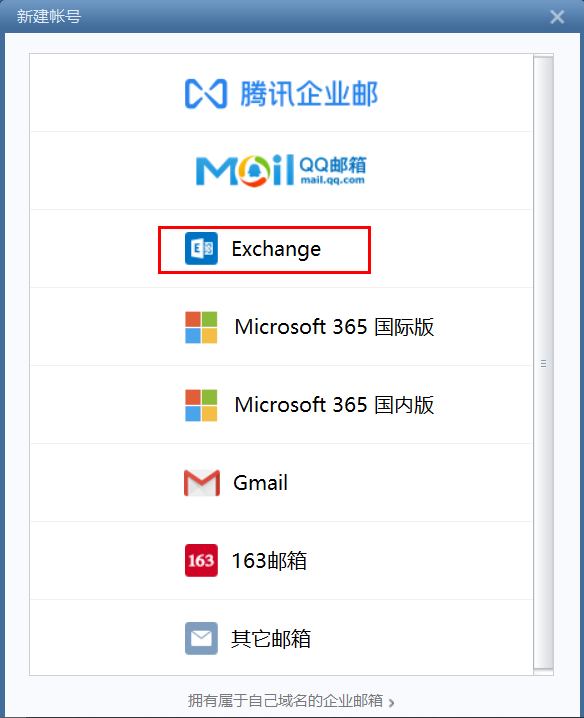 新建帐号
腾讯企业邮
Mail QQ邮箱
mail.qq.com
Exchange
Microsoft 365 国际版
Microsoft 365 国内版
Gmail
163 163邮箱
其它邮箱
拥有属于自己域名的企业邮箱 >